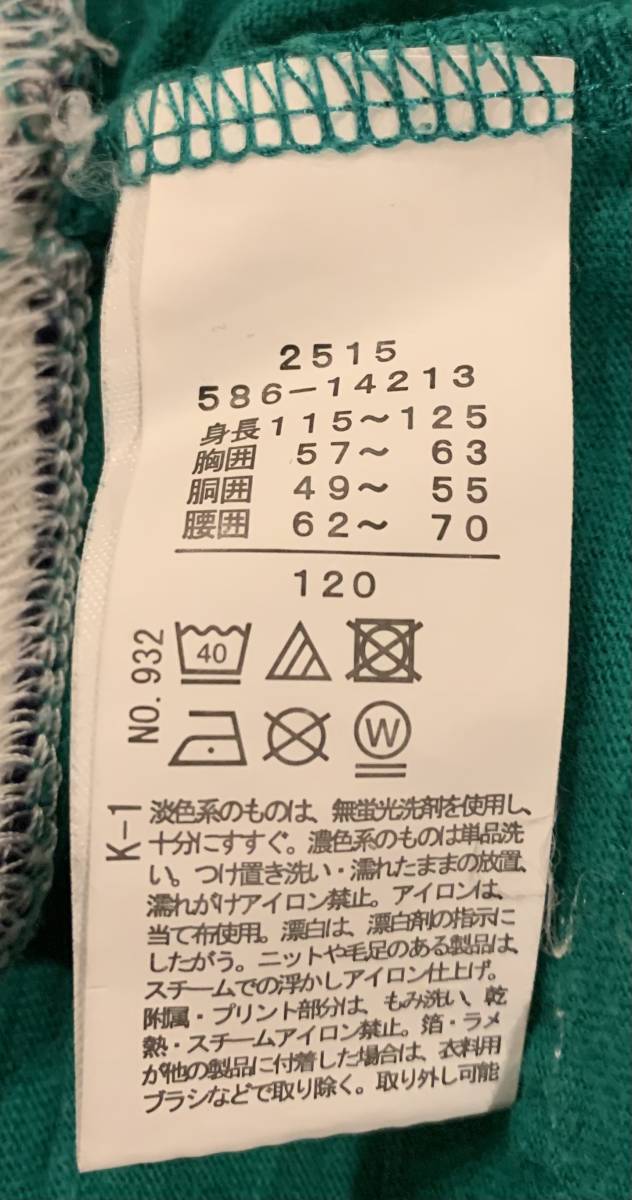 2515
586-14213
身長115～125
胸囲 57～ 63
胴囲 49～ 55
腰囲 62～ 70
120
NO.932
40
W
K-1
淡色系のものは、無蛍光洗剤を使用し、
十分にすすぐ。濃色系のものは単品洗
い。つけ置き洗い・濡れたままの放置、
濡れがけアイロン禁止。アイロンは、
当て布使用。漂白は、漂白剤の指示に
したがう。ニットや毛足のある製品は、
スチームでの浮かしアイロン仕上げ。
附属・プリント部分は、もみ洗い、乾
熱・スチームアイロン禁止。箔・ラメ
が他の製品に付着した場合は、衣料用
ブラシなどで取り除く。取り外し可能